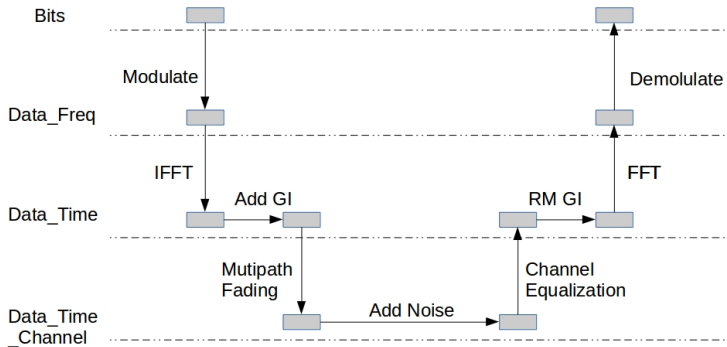 Bits
Modulate
Demolulate
Data_Freq
IFFT
FFT
Add GI
RM GI
Data_Time
Mutipath
Fading
Channel
Equalization
Add Noise
Data_Time
_Channel